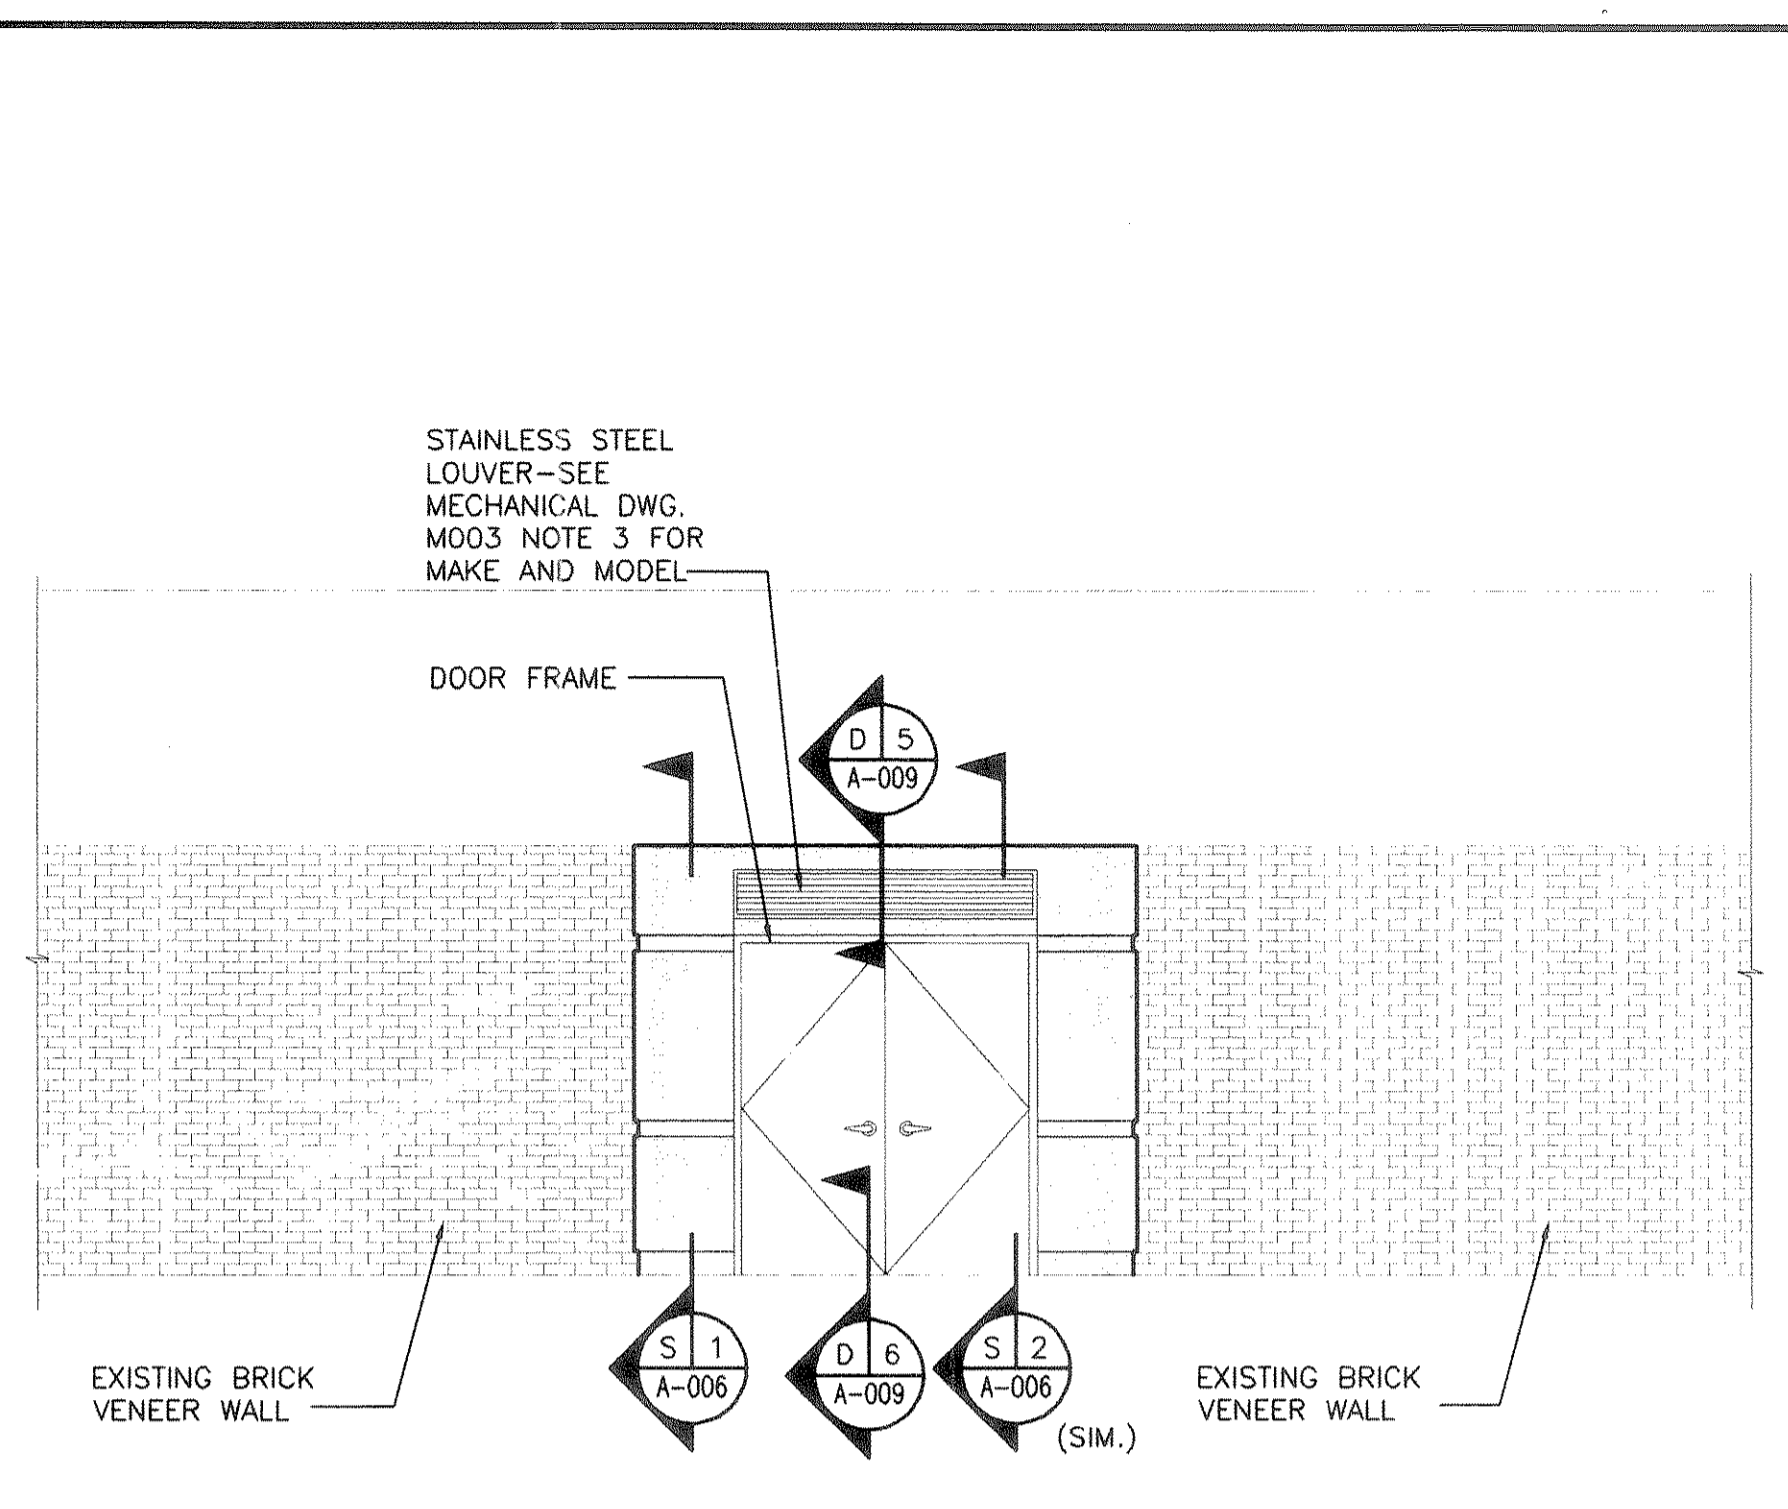 STAINLESS STEEL
LOUVER-SEE
MECHANICAL DWG.
M003 NOTE 3 FOR
MAKE AND MODEL
DOOR FRAME
D 5
A-009
S 1
A-006
D 6
A-009
S 2
A-006
(SIM.)
EXISTING BRICK
VENEER WALL
EXISTING BRICK
VENEER WALL